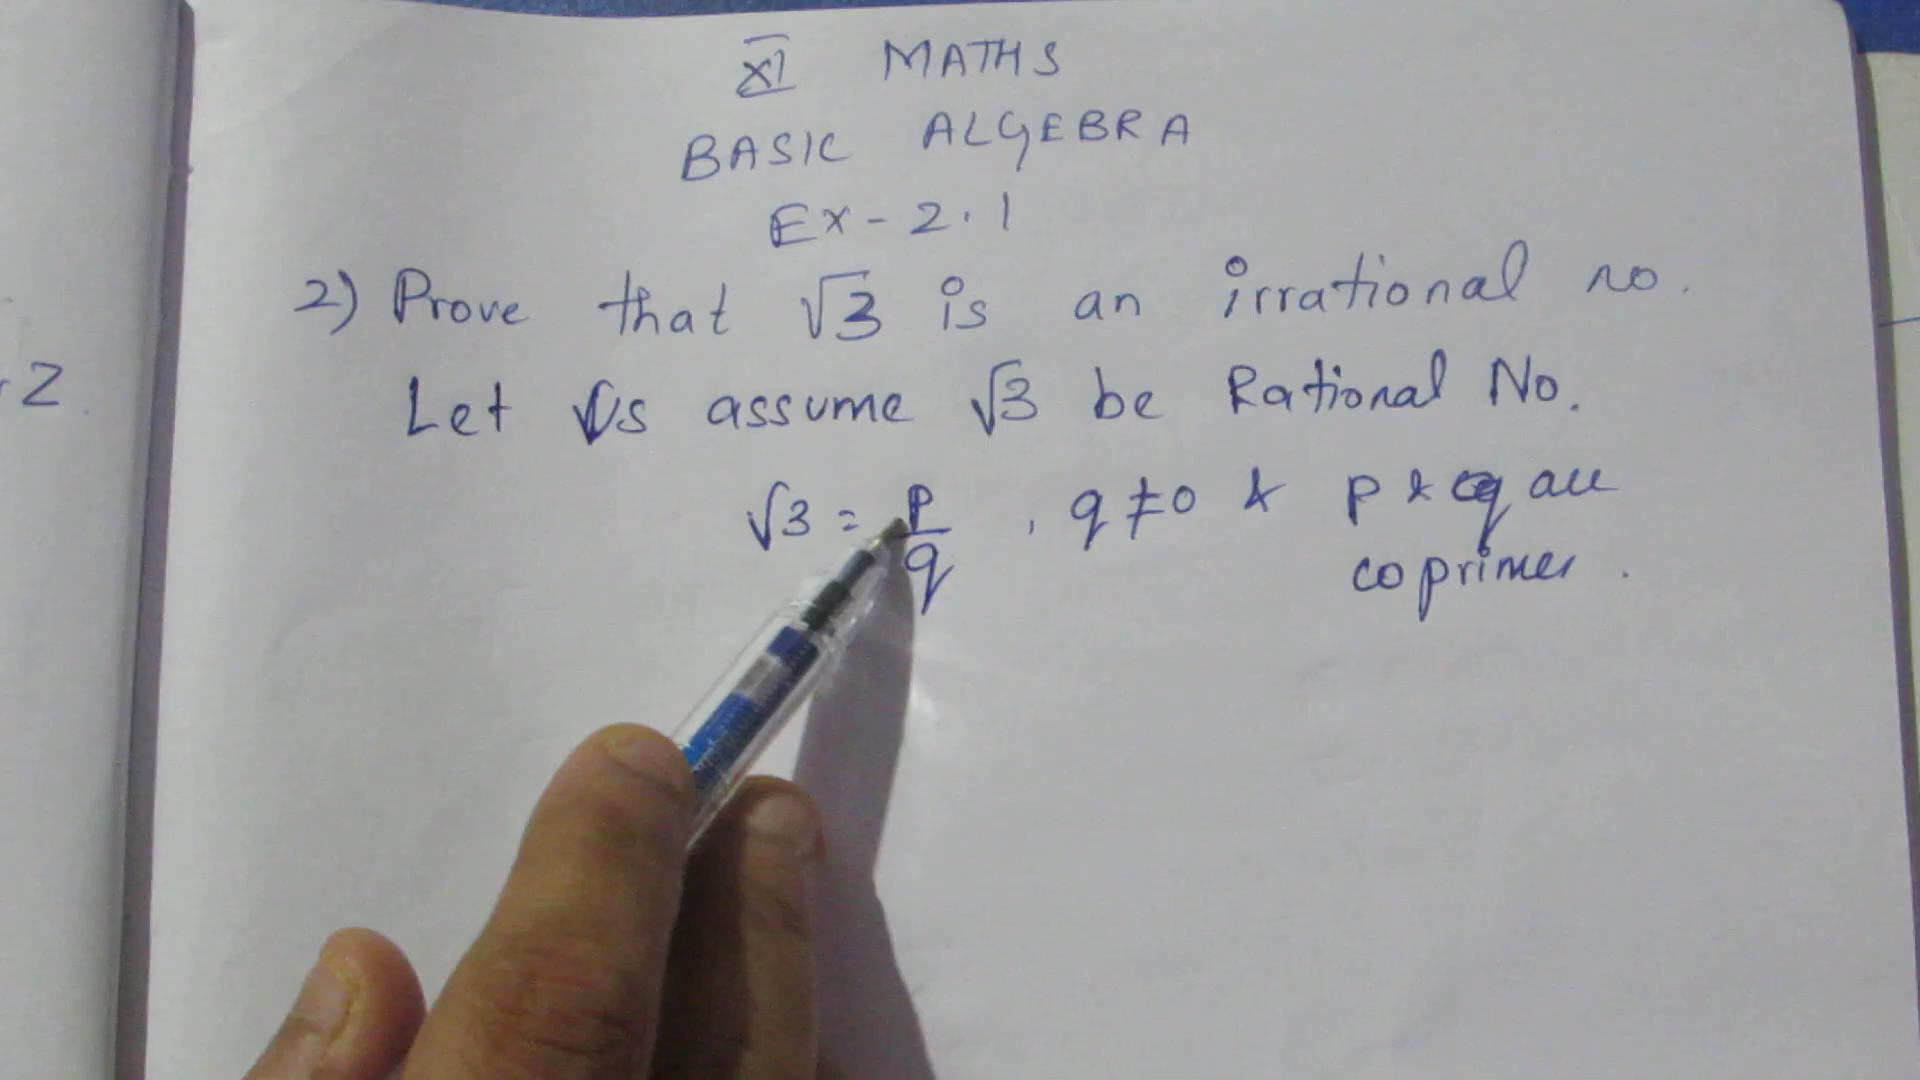 XI MATHS
BASIC ALGEBRA
Ex - 2.1
2) Prove that √3 is an irrational no.
Let Us assume √3 be Rational No.
√3 = p/q , q ≠ 0 & p & q are
coprimes.
Z